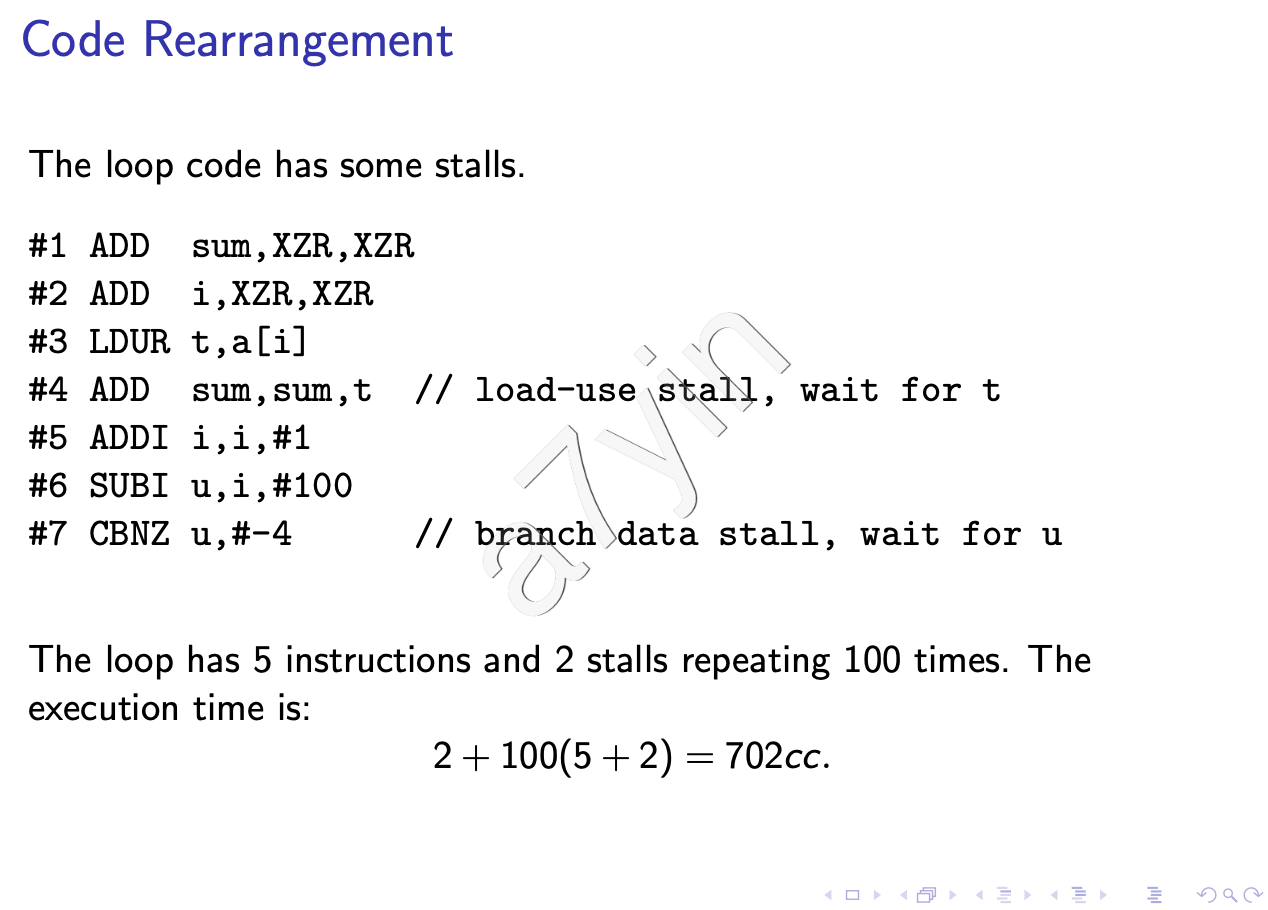 Code Rearrangement
The loop code has some stalls.
#1 ADD  sum,XZR,XZR
#2 ADD  i,XZR,XZR
#3 LDUR t,a[i]
#4 ADD  sum,sum,t  // load-use stall, wait for t
#5 ADDI i,i,#1
#6 SUBI u,i,#100
#7 CBNZ u,#-4      // branch data stall, wait for u
a7yin
The loop has 5 instructions and 2 stalls repeating 100 times. The
execution time is:
2 + 100(5 + 2) = 702cc.